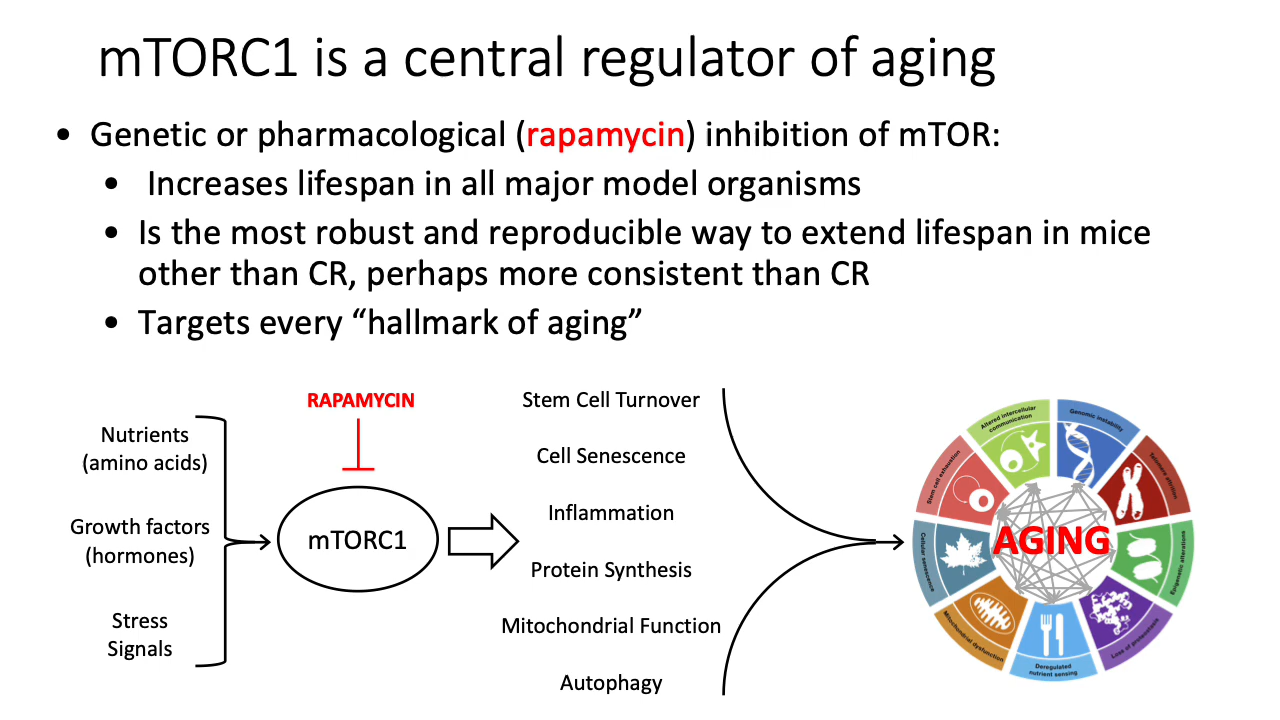 mTORC1 is a central regulator of aging
• Genetic or pharmacological (rapamycin) inhibition of mTOR:
• Increases lifespan in all major model organisms
• Is the most robust and reproducible way to extend lifespan in mice
other than CR, perhaps more consistent than CR
• Targets every “hallmark of aging”
Nutrients
(amino acids)
Growth factors
(hormones)
Stress
Signals
RAPAMYCIN
mTORC1
Stem Cell Turnover
Cell Senescence
Inflammation
Protein Synthesis
Mitochondrial Function
Autophagy
AGING
Genomic instability
Telomere attrition
Epigenetic alterations
Loss of proteostasis
Deregulated
nutrient sensing
Mitochondrial dysfunction
Cellular senescence
Stem cell exhaustion
Altered intercellular
communication